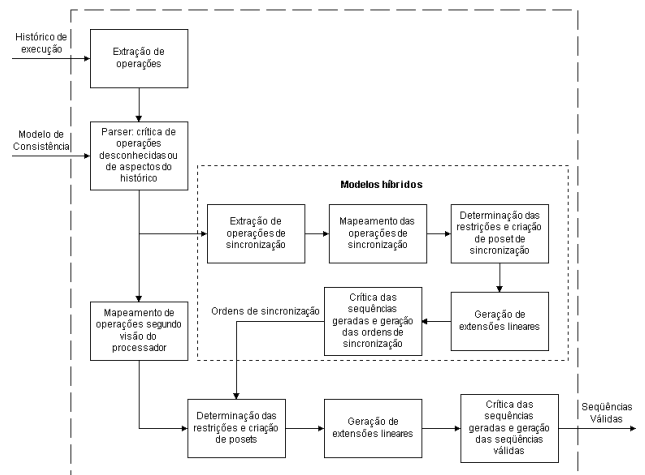 Histórico de
execução
Extração de
operações
Modelo de
Consistência
Parser: crítica de
operações
desconhecidas ou
de aspectos do
histórico
Modelos híbridos
Extração de
operações de
sincronização
Mapeamento das
operações de
sincronização
Determinação das
restrições e criação
de poset de
sincronização
Mapeamento de
operações segundo
visão do
processador
Ordens de sincronização
Crítica das
sequências
geradas e geração
das ordens de
sincronização
Geração de
extensões lineares
Determinação das
restrições e criação
de posets
Geração de
extensões lineares
Crítica das
sequências
geradas e geração
das seqüências
válidas
Seqüências
Válidas